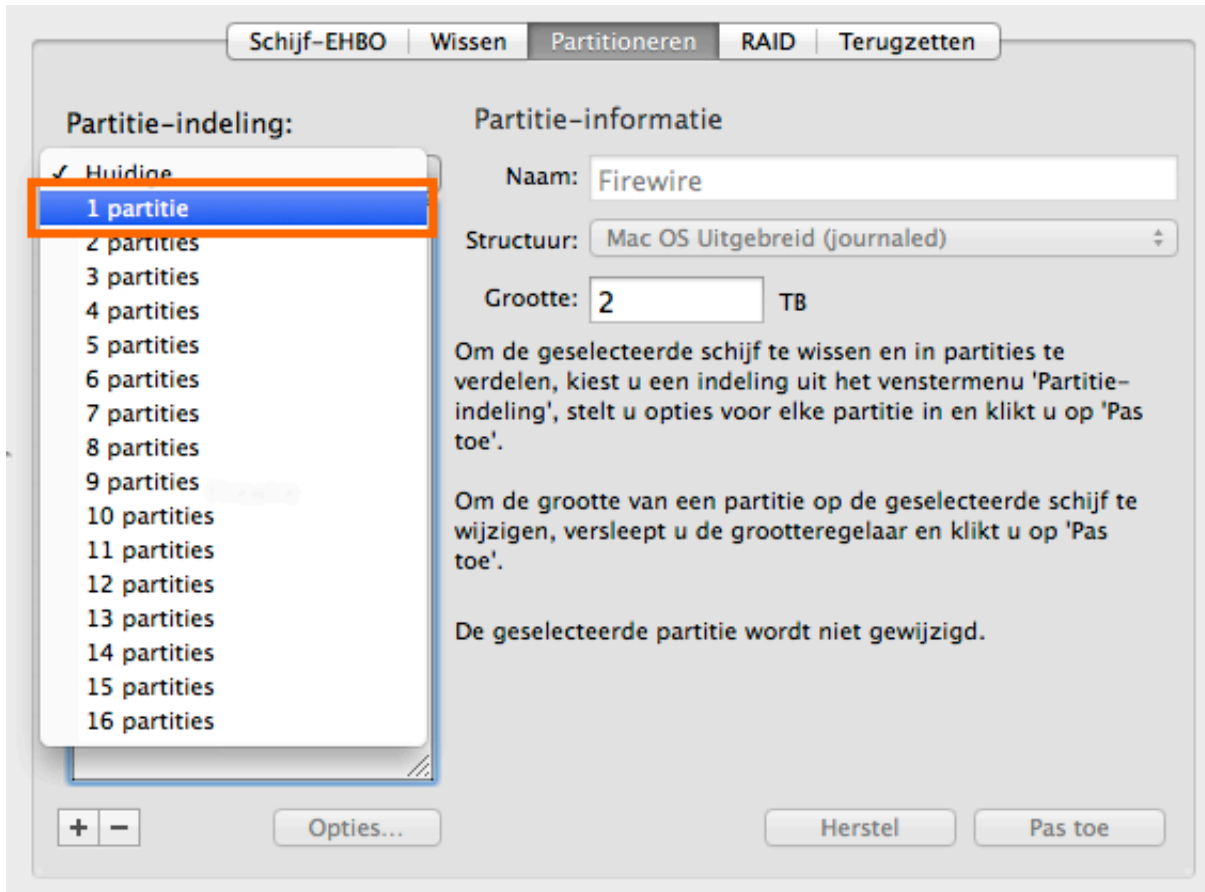 Schijf-EHBO Wissen Partitioneren RAID Terugzetten
Partitie-indeling:
✓ Huidige
1 partitie
2 partities
3 partities
4 partities
5 partities
6 partities
7 partities
8 partities
9 partities
10 partities
11 partities
12 partities
13 partities
14 partities
15 partities
16 partities
Partitie-informatie
Naam: Firewire
Structuur: Mac OS Uitgebreid (journaled)
Grootte: 2 TB
Om de geselecteerde schijf te wissen en in partities te
verdelen, kiest u een indeling uit het venstermenu 'Partitie-
indeling', stelt u opties voor elke partitie in en klikt u op 'Pas
toe'.
Om de grootte van een partitie op de geselecteerde schijf te
wijzigen, versleept u de grootteregelaar en klikt u op 'Pas
toe'.
De geselecteerde partitie wordt niet gewijzigd.
+ − Opties... Herstel Pas toe